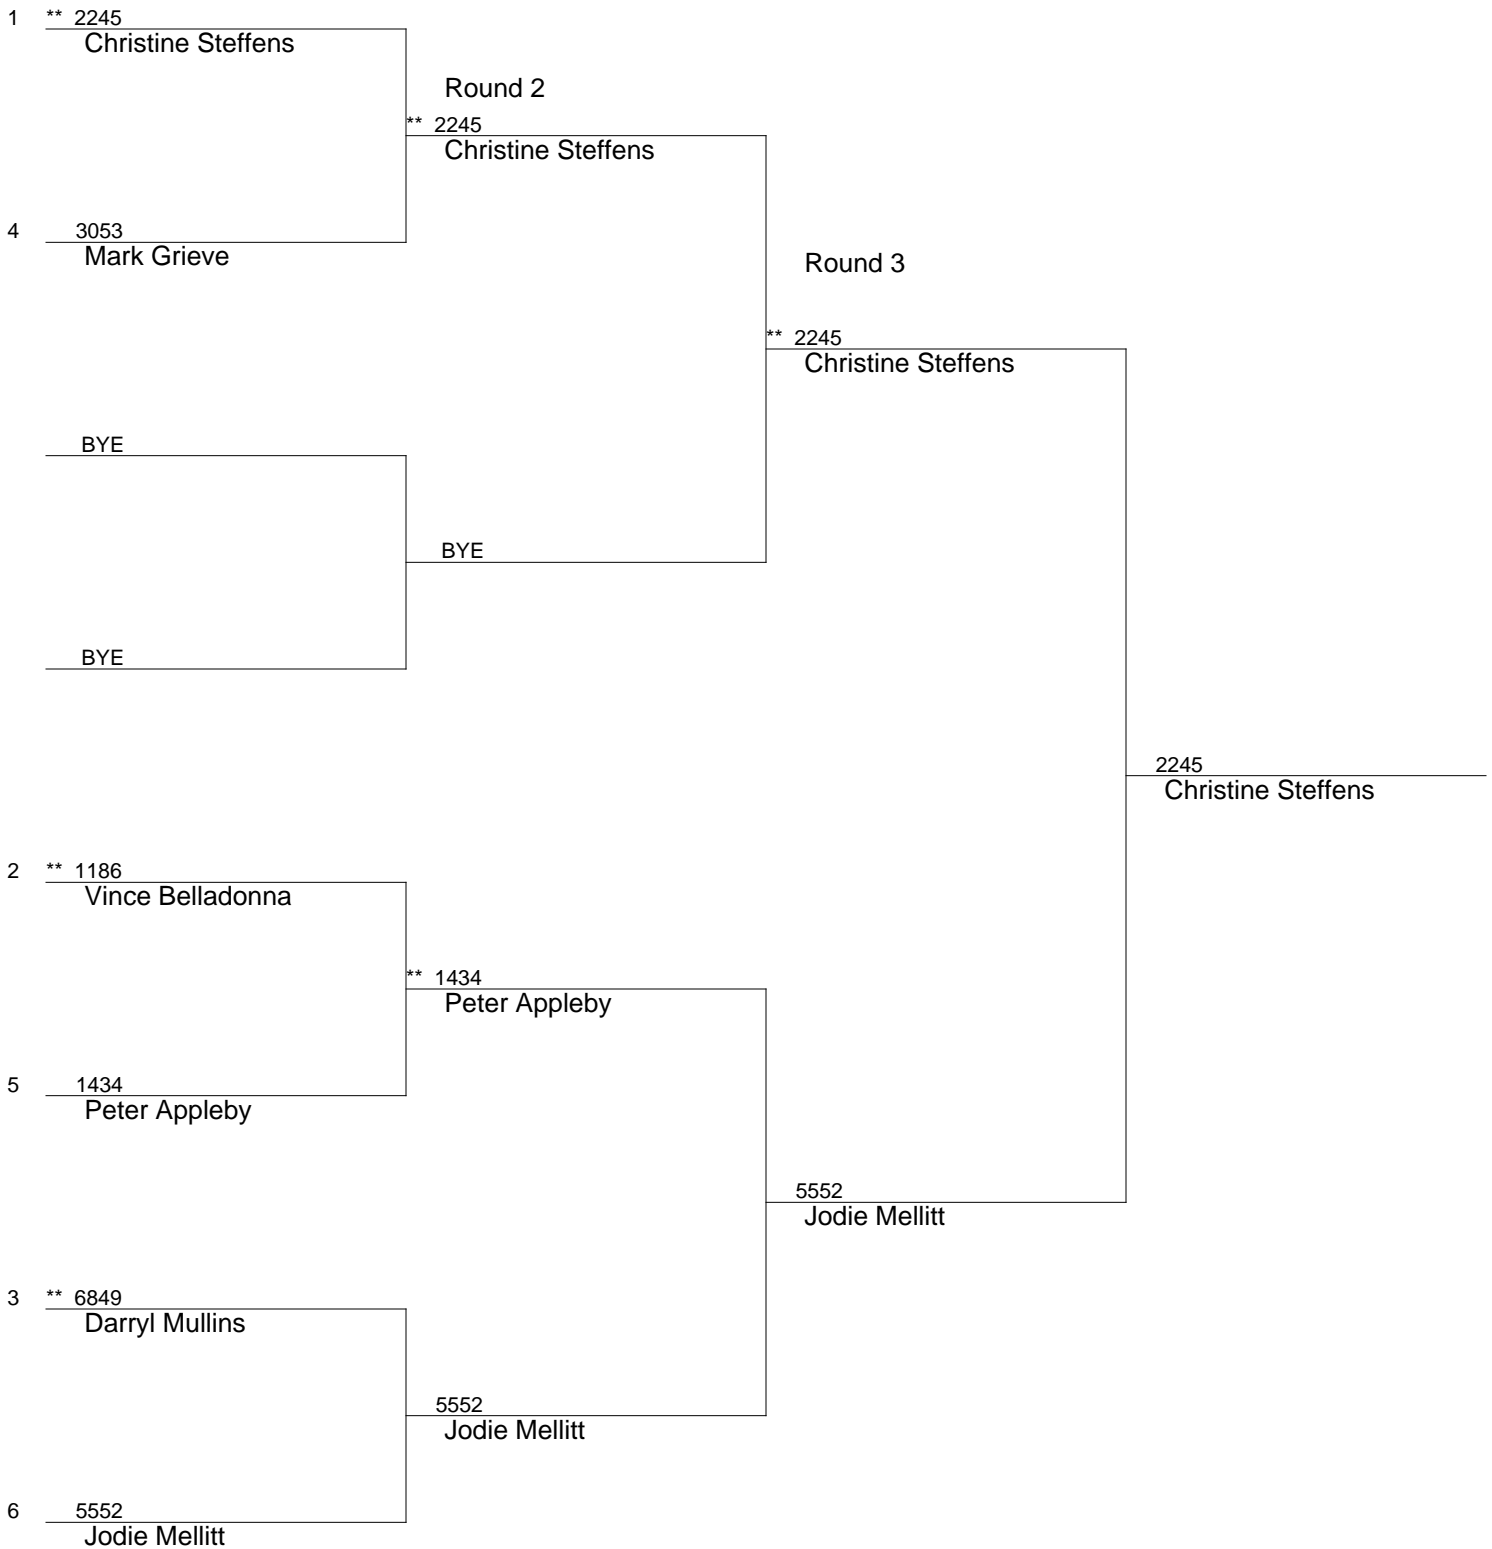 1 ** 2245
Christine Steffens
Round 2
** 2245
Christine Steffens
4 3053
Mark Grieve
Round 3
** 2245
Christine Steffens
BYE
BYE
BYE
2245
Christine Steffens
2 ** 1186
Vince Belladonna
** 1434
Peter Appleby
5 1434
Peter Appleby
5552
Jodie Mellitt
3 ** 6849
Darryl Mullins
5552
Jodie Mellitt
6 5552
Jodie Mellitt